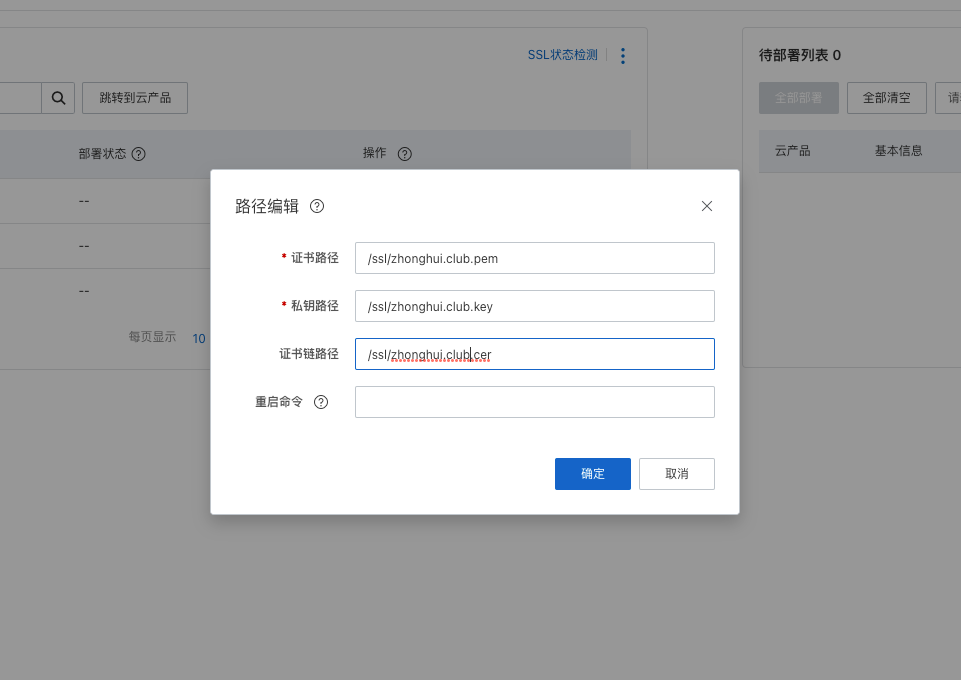 SSL状态检测
待部署列表 0
跳转到云产品
全部部署
全部清空
请
部署状态
操作
云产品
基本信息
--
--
--
每页显示
10
路径编辑
* 证书路径
/ssl/zhonghui.club.pem
* 私钥路径
/ssl/zhonghui.club.key
证书链路径
/ssl/zhonghui.club.cer
重启命令
确定
取消